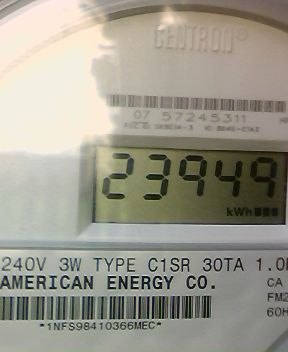 CENTRON®
07 57245311
23949
kWh
240V 3W TYPE C1SR 30TA 1.0
AMERICAN ENERGY CO.
CA
FM2
60H
*1NFS98410366MEC*